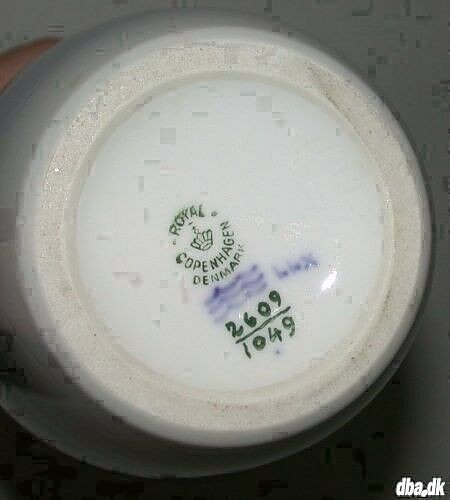 ROYAL
COPENHAGEN
DENMARK
2609
1049
dba.dk